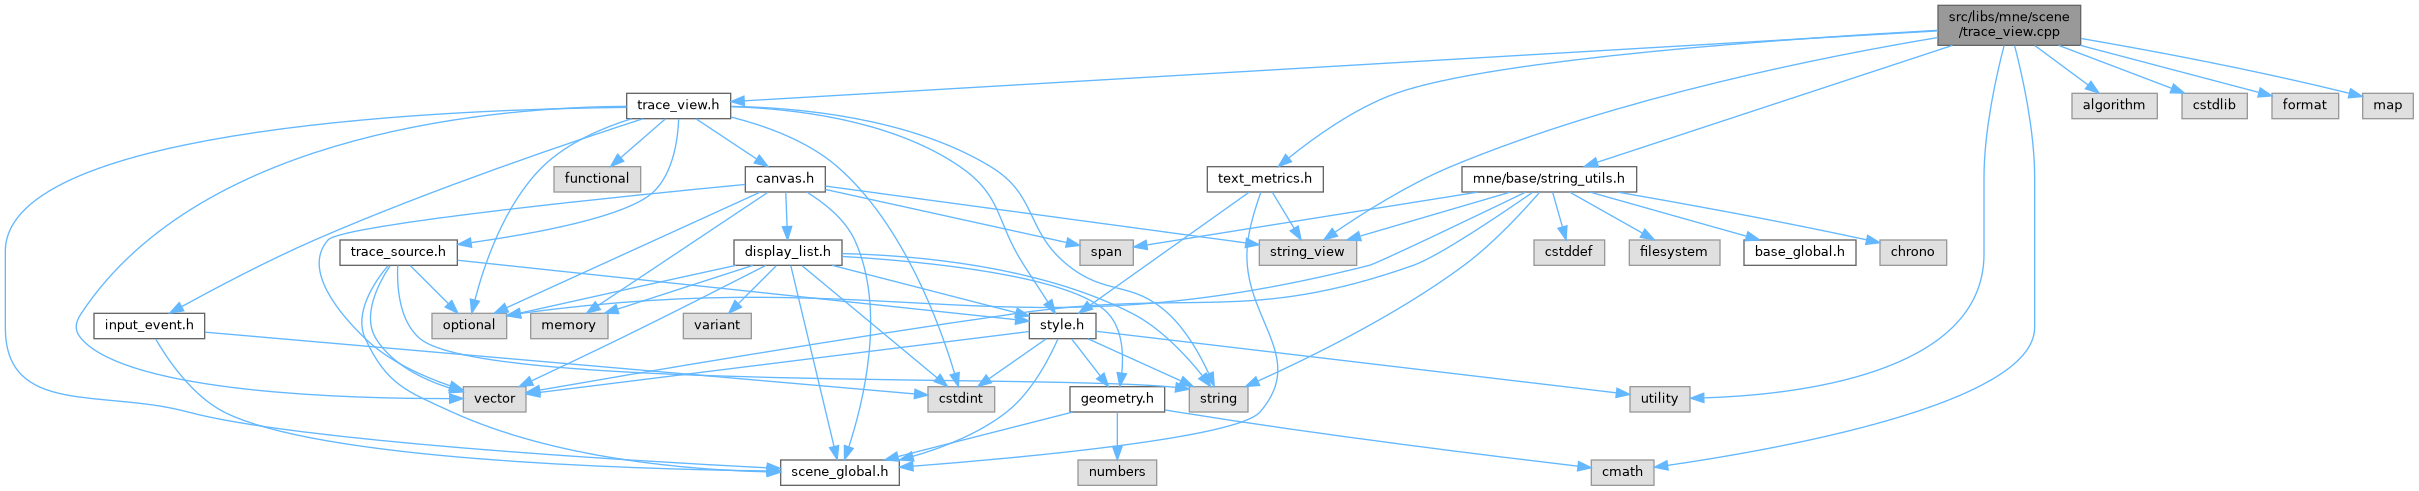 src/libs/mne/scene
/trace_view.cpp
trace_view.h
algorithm
cstdlib
format
map
functional
canvas.h
text_metrics.h
mne/base/string_utils.h
trace_source.h
display_list.h
span
string_view
cstddef
filesystem
base_global.h
chrono
input_event.h
optional
memory
variant
style.h
vector
cstdint
geometry.h
string
utility
scene_global.h
numbers
cmath